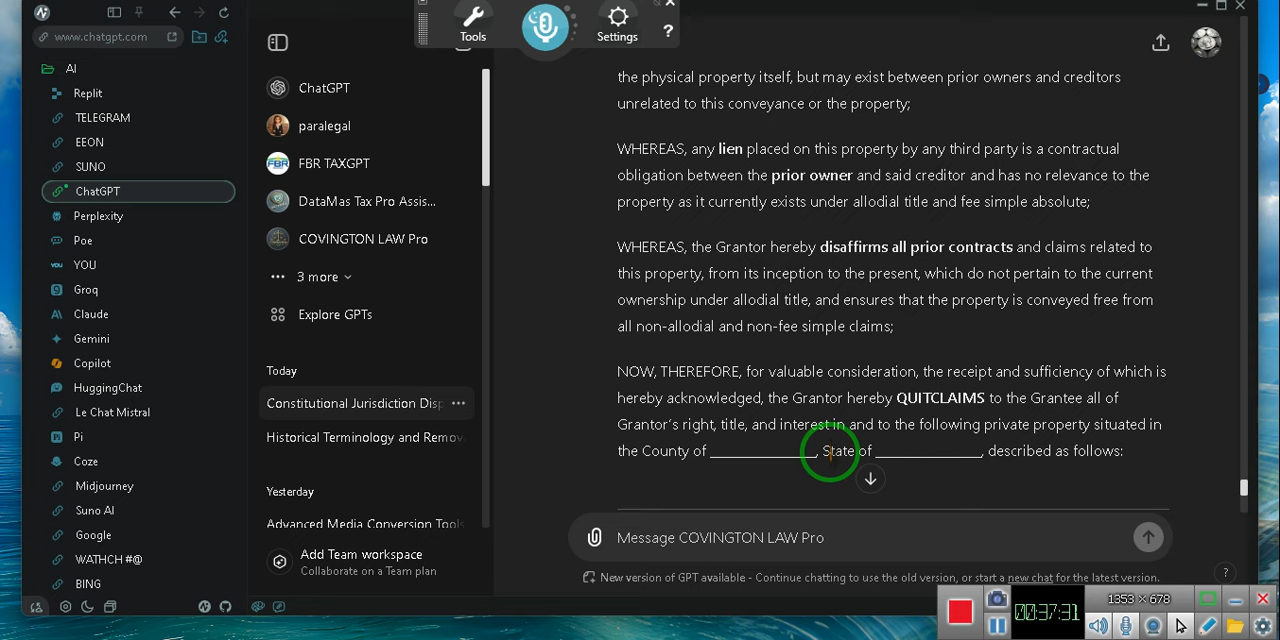 Tools
Settings
?
www.chatgpt.com
AI
Replit
TELEGRAM
EEON
SUNO
ChatGPT
Perplexity
Poe
YOU
Groq
Claude
Gemini
Copilot
HuggingChat
Le Chat Mistral
Pi
Coze
Midjourney
Suno AI
Google
WATHCH #@
BING
ChatGPT
paralegal
FBR TAXGPT
DataMas Tax Pro Assis...
COVINGTON LAW Pro
3 more
Explore GPTs
Today
Constitutional Jurisdiction Disp
Historical Terminology and Remov
Yesterday
Advanced Media Conversion Tools
Add Team workspace
Collaborate on a Team plan
the physical property itself, but may exist between prior owners and creditors
unrelated to this conveyance or the property;
WHEREAS, any lien placed on this property by any third party is a contractual
obligation between the prior owner and said creditor and has no relevance to the
property as it currently exists under allodial title and fee simple absolute;
WHEREAS, the Grantor hereby disaffirms all prior contracts and claims related to
this property, from its inception to the present, which do not pertain to the current
ownership under allodial title, and ensures that the property is conveyed free from
all non-allodial and non-fee simple claims;
NOW, THEREFORE, for valuable consideration, the receipt and sufficiency of which is
hereby acknowledged, the Grantor hereby QUITCLAIMS to the Grantee all of
Grantor's right, title, and interest in and to the following private property situated in
the County of ______________, State of ______________, described as follows:
Message COVINGTON LAW Pro
New version of GPT available - Continue chatting to use the old version, or start a new chat for the latest version.
?
00:37:31
1353 × 678